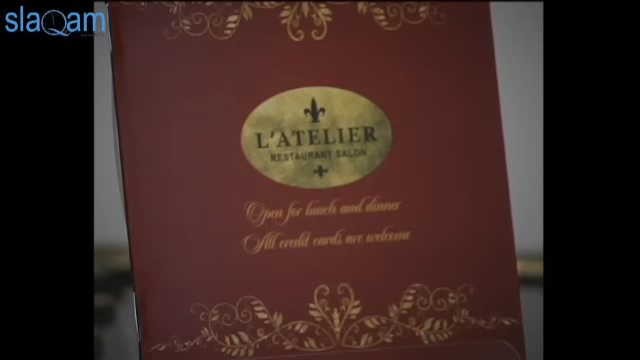 slaQam
L'ATELIER
RESTAURANT SALON
Open for lunch and dinner
All credit cards are welcome